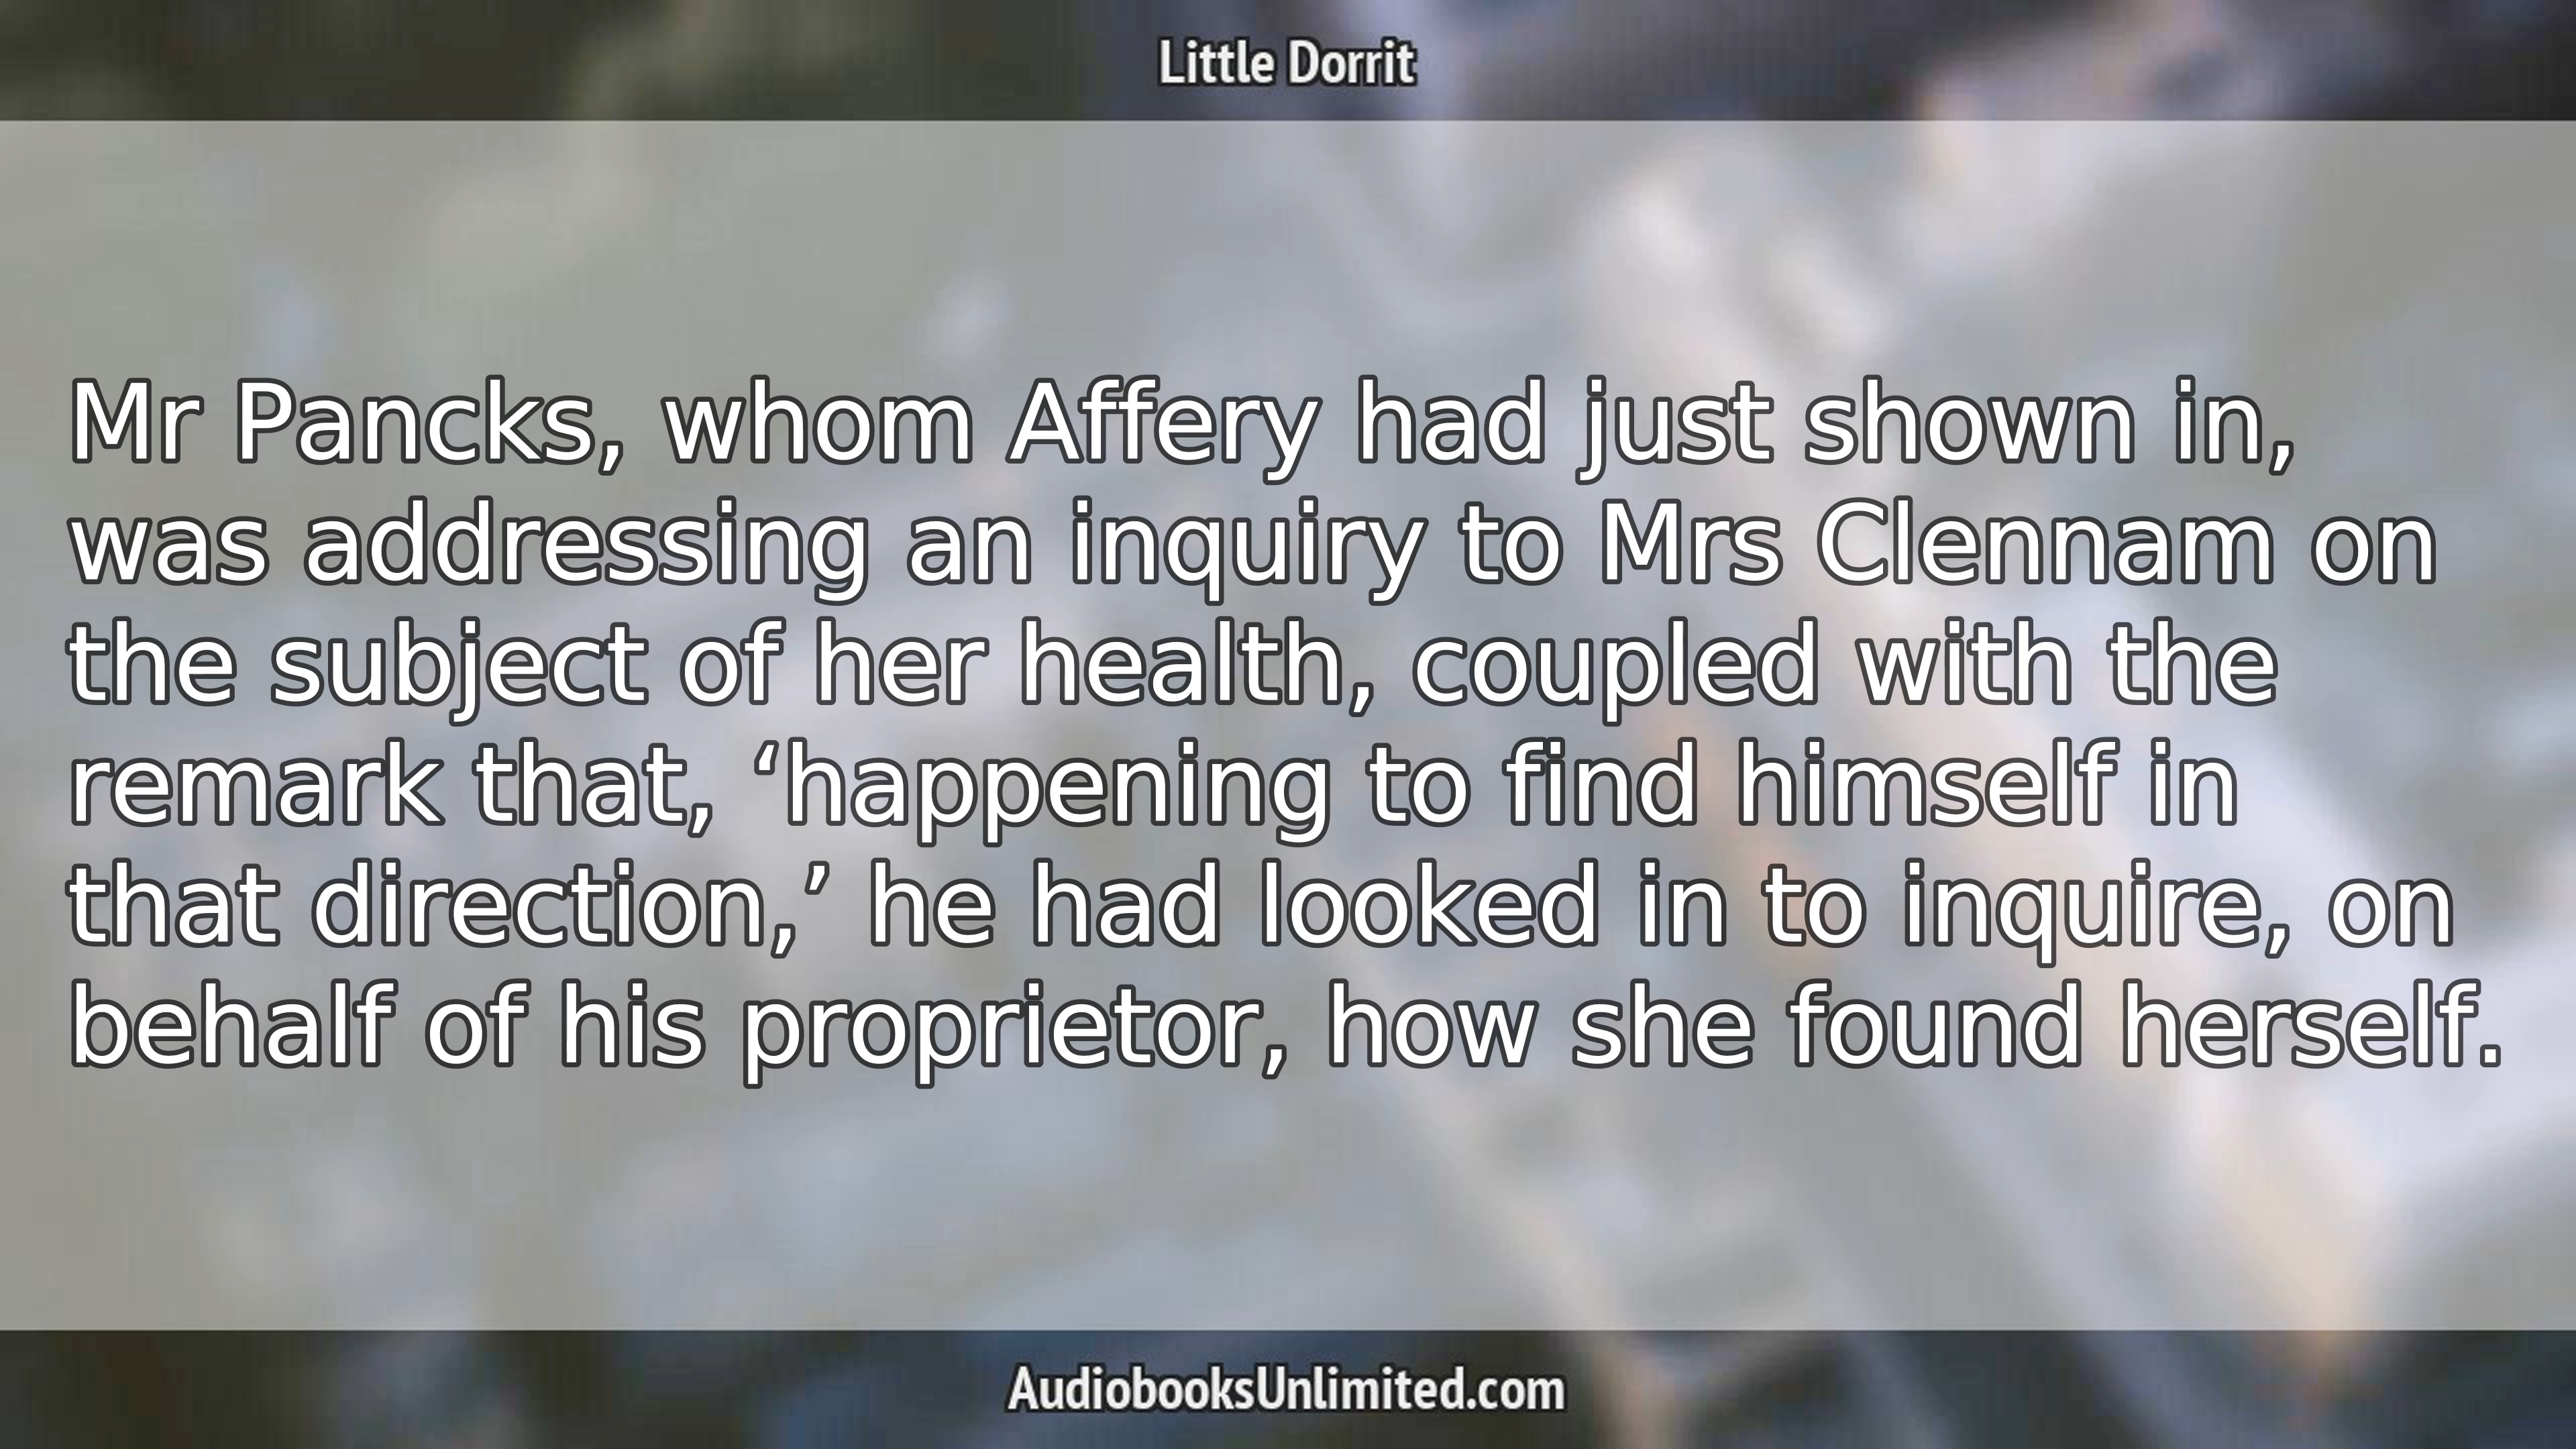 Little Dorrit
Mr Pancks, whom Affery had just shown in,
was addressing an inquiry to Mrs Clennam on
the subject of her health, coupled with the
remark that, ‘happening to find himself in
that direction,’ he had looked in to inquire, on
behalf of his proprietor, how she found herself.
AudiobooksUnlimited.com